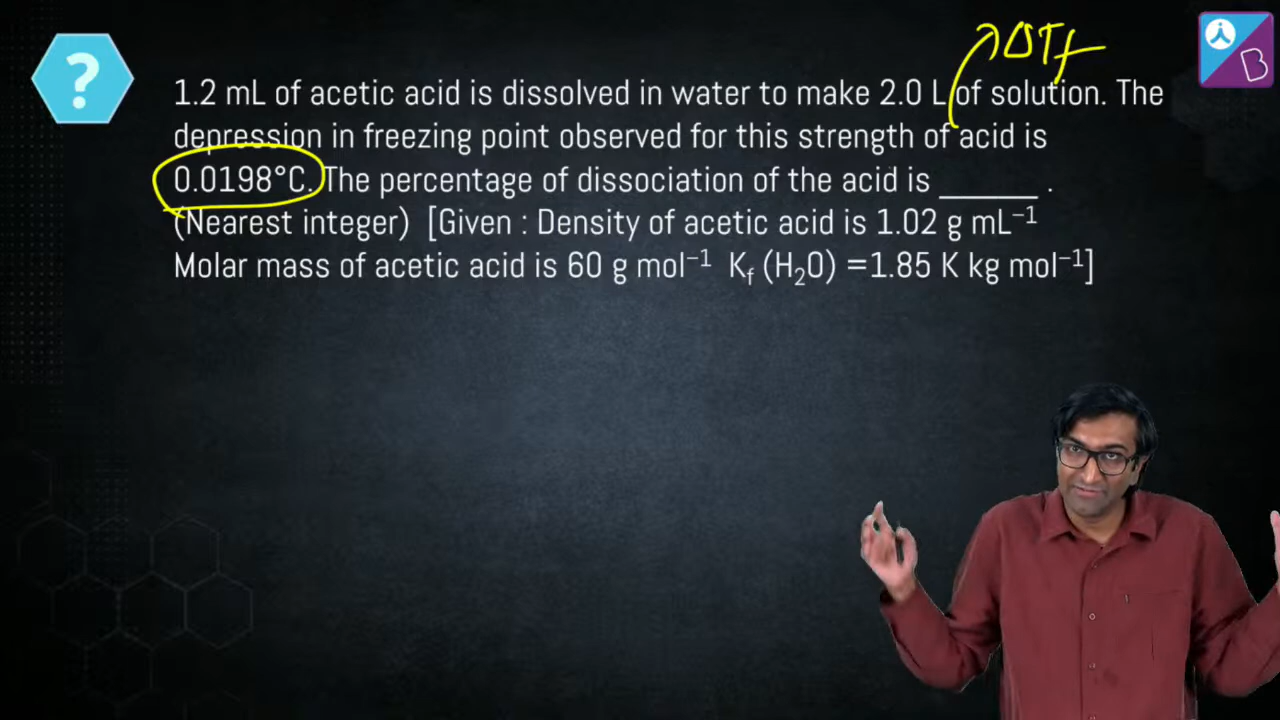 ΔTf
?
1.2 mL of acetic acid is dissolved in water to make 2.0 L of solution. The
depression in freezing point observed for this strength of acid is
0.0198°C. The percentage of dissociation of the acid is ______ .
(Nearest integer) [Given : Density of acetic acid is 1.02 g mL⁻¹
Molar mass of acetic acid is 60 g mol⁻¹ K_f (H₂O) =1.85 K kg mol⁻¹]
B